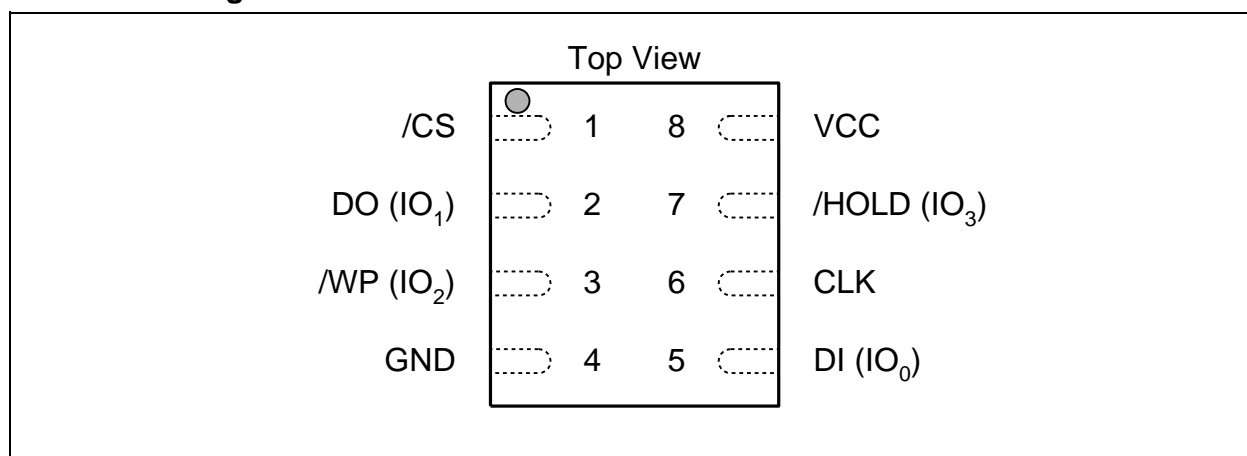 Top View
/CS 1 8 VCC
DO (IO₁) 2 7 /HOLD (IO₃)
/WP (IO₂) 3 6 CLK
GND 4 5 DI (IO₀)